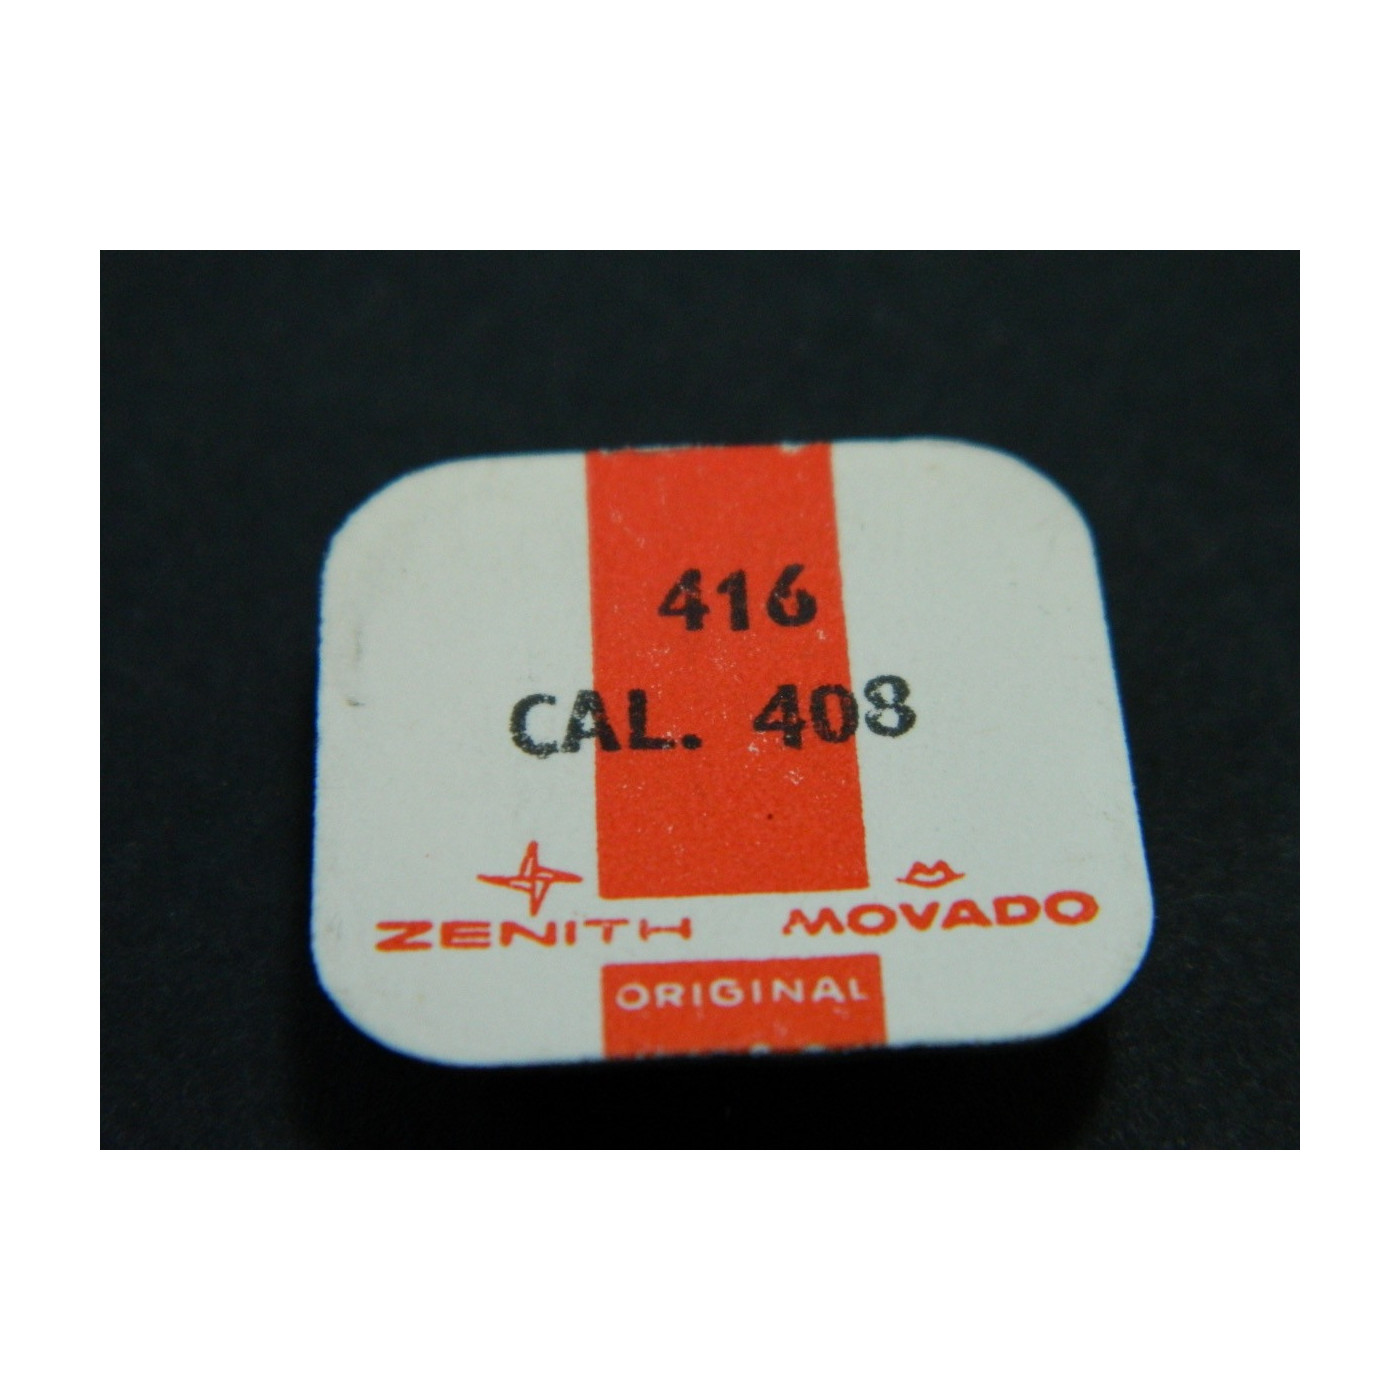 416
CAL. 408
ZENITH MOVADO
ORIGINAL